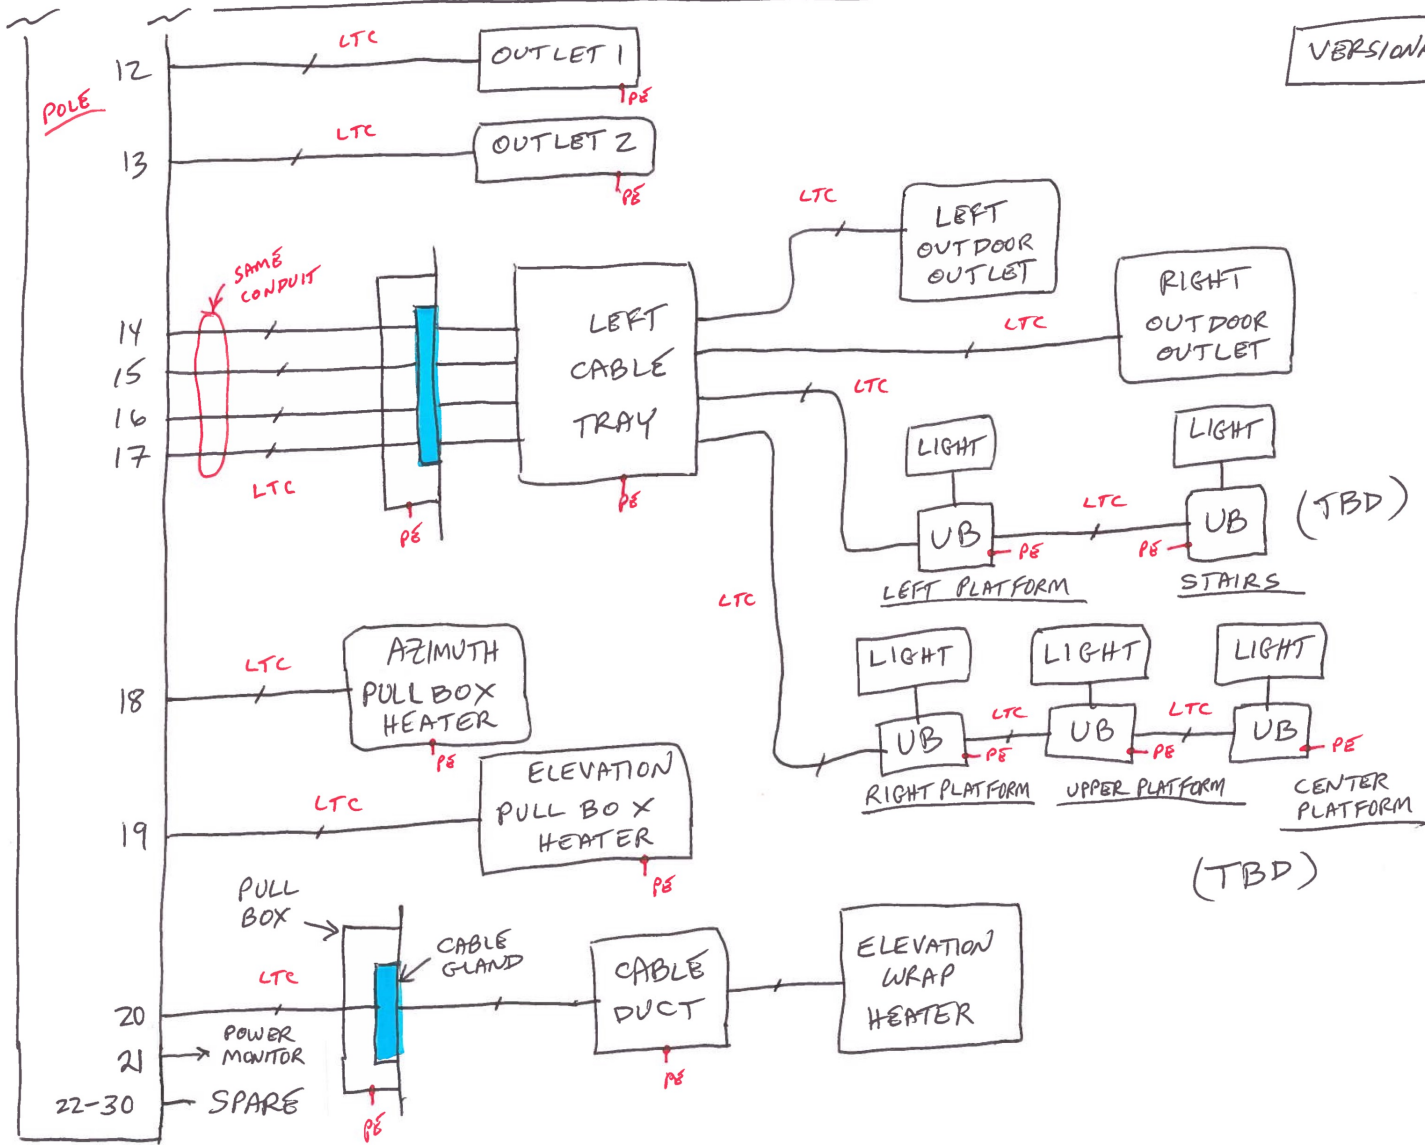 VERSION
POLE
12
LTC
OUTLET 1
PE
13
LTC
OUTLET 2
PE
SAME
CONDUIT
14
15
16
17
LTC
PE
LEFT
CABLE
TRAY
PE
LTC
LEFT
OUTDOOR
OUTLET
LTC
RIGHT
OUTDOOR
OUTLET
LTC
LIGHT
UB
PE
LEFT PLATFORM
LTC
LIGHT
UB
PE
STAIRS
(TBD)
LTC
LIGHT
UB
PE
RIGHT PLATFORM
LTC
LIGHT
UB
PE
UPPER PLATFORM
LTC
LIGHT
UB
PE
CENTER
PLATFORM
(TBD)
18
LTC
AZIMUTH
PULL BOX
HEATER
PE
19
LTC
ELEVATION
PULL BOX
HEATER
PE
PULL
BOX
CABLE
GLAND
20
LTC
PE
CABLE
DUCT
PE
ELEVATION
WRAP
HEATER
21
POWER
MONITOR
22-30
SPARE